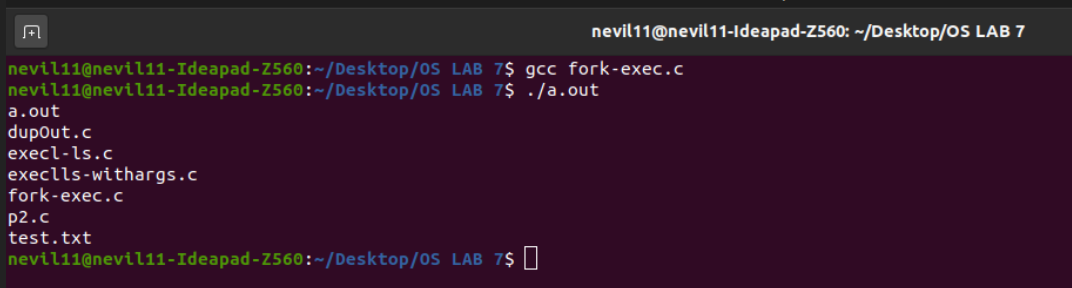 nevil11@nevil11-Ideapad-Z560: ~/Desktop/OS LAB 7
nevil11@nevil11-Ideapad-Z560:~/Desktop/OS LAB 7$ gcc fork-exec.c
nevil11@nevil11-Ideapad-Z560:~/Desktop/OS LAB 7$ ./a.out
a.out
dupOut.c
execl-ls.c
execlls-withargs.c
fork-exec.c
p2.c
test.txt
nevil11@nevil11-Ideapad-Z560:~/Desktop/OS LAB 7$